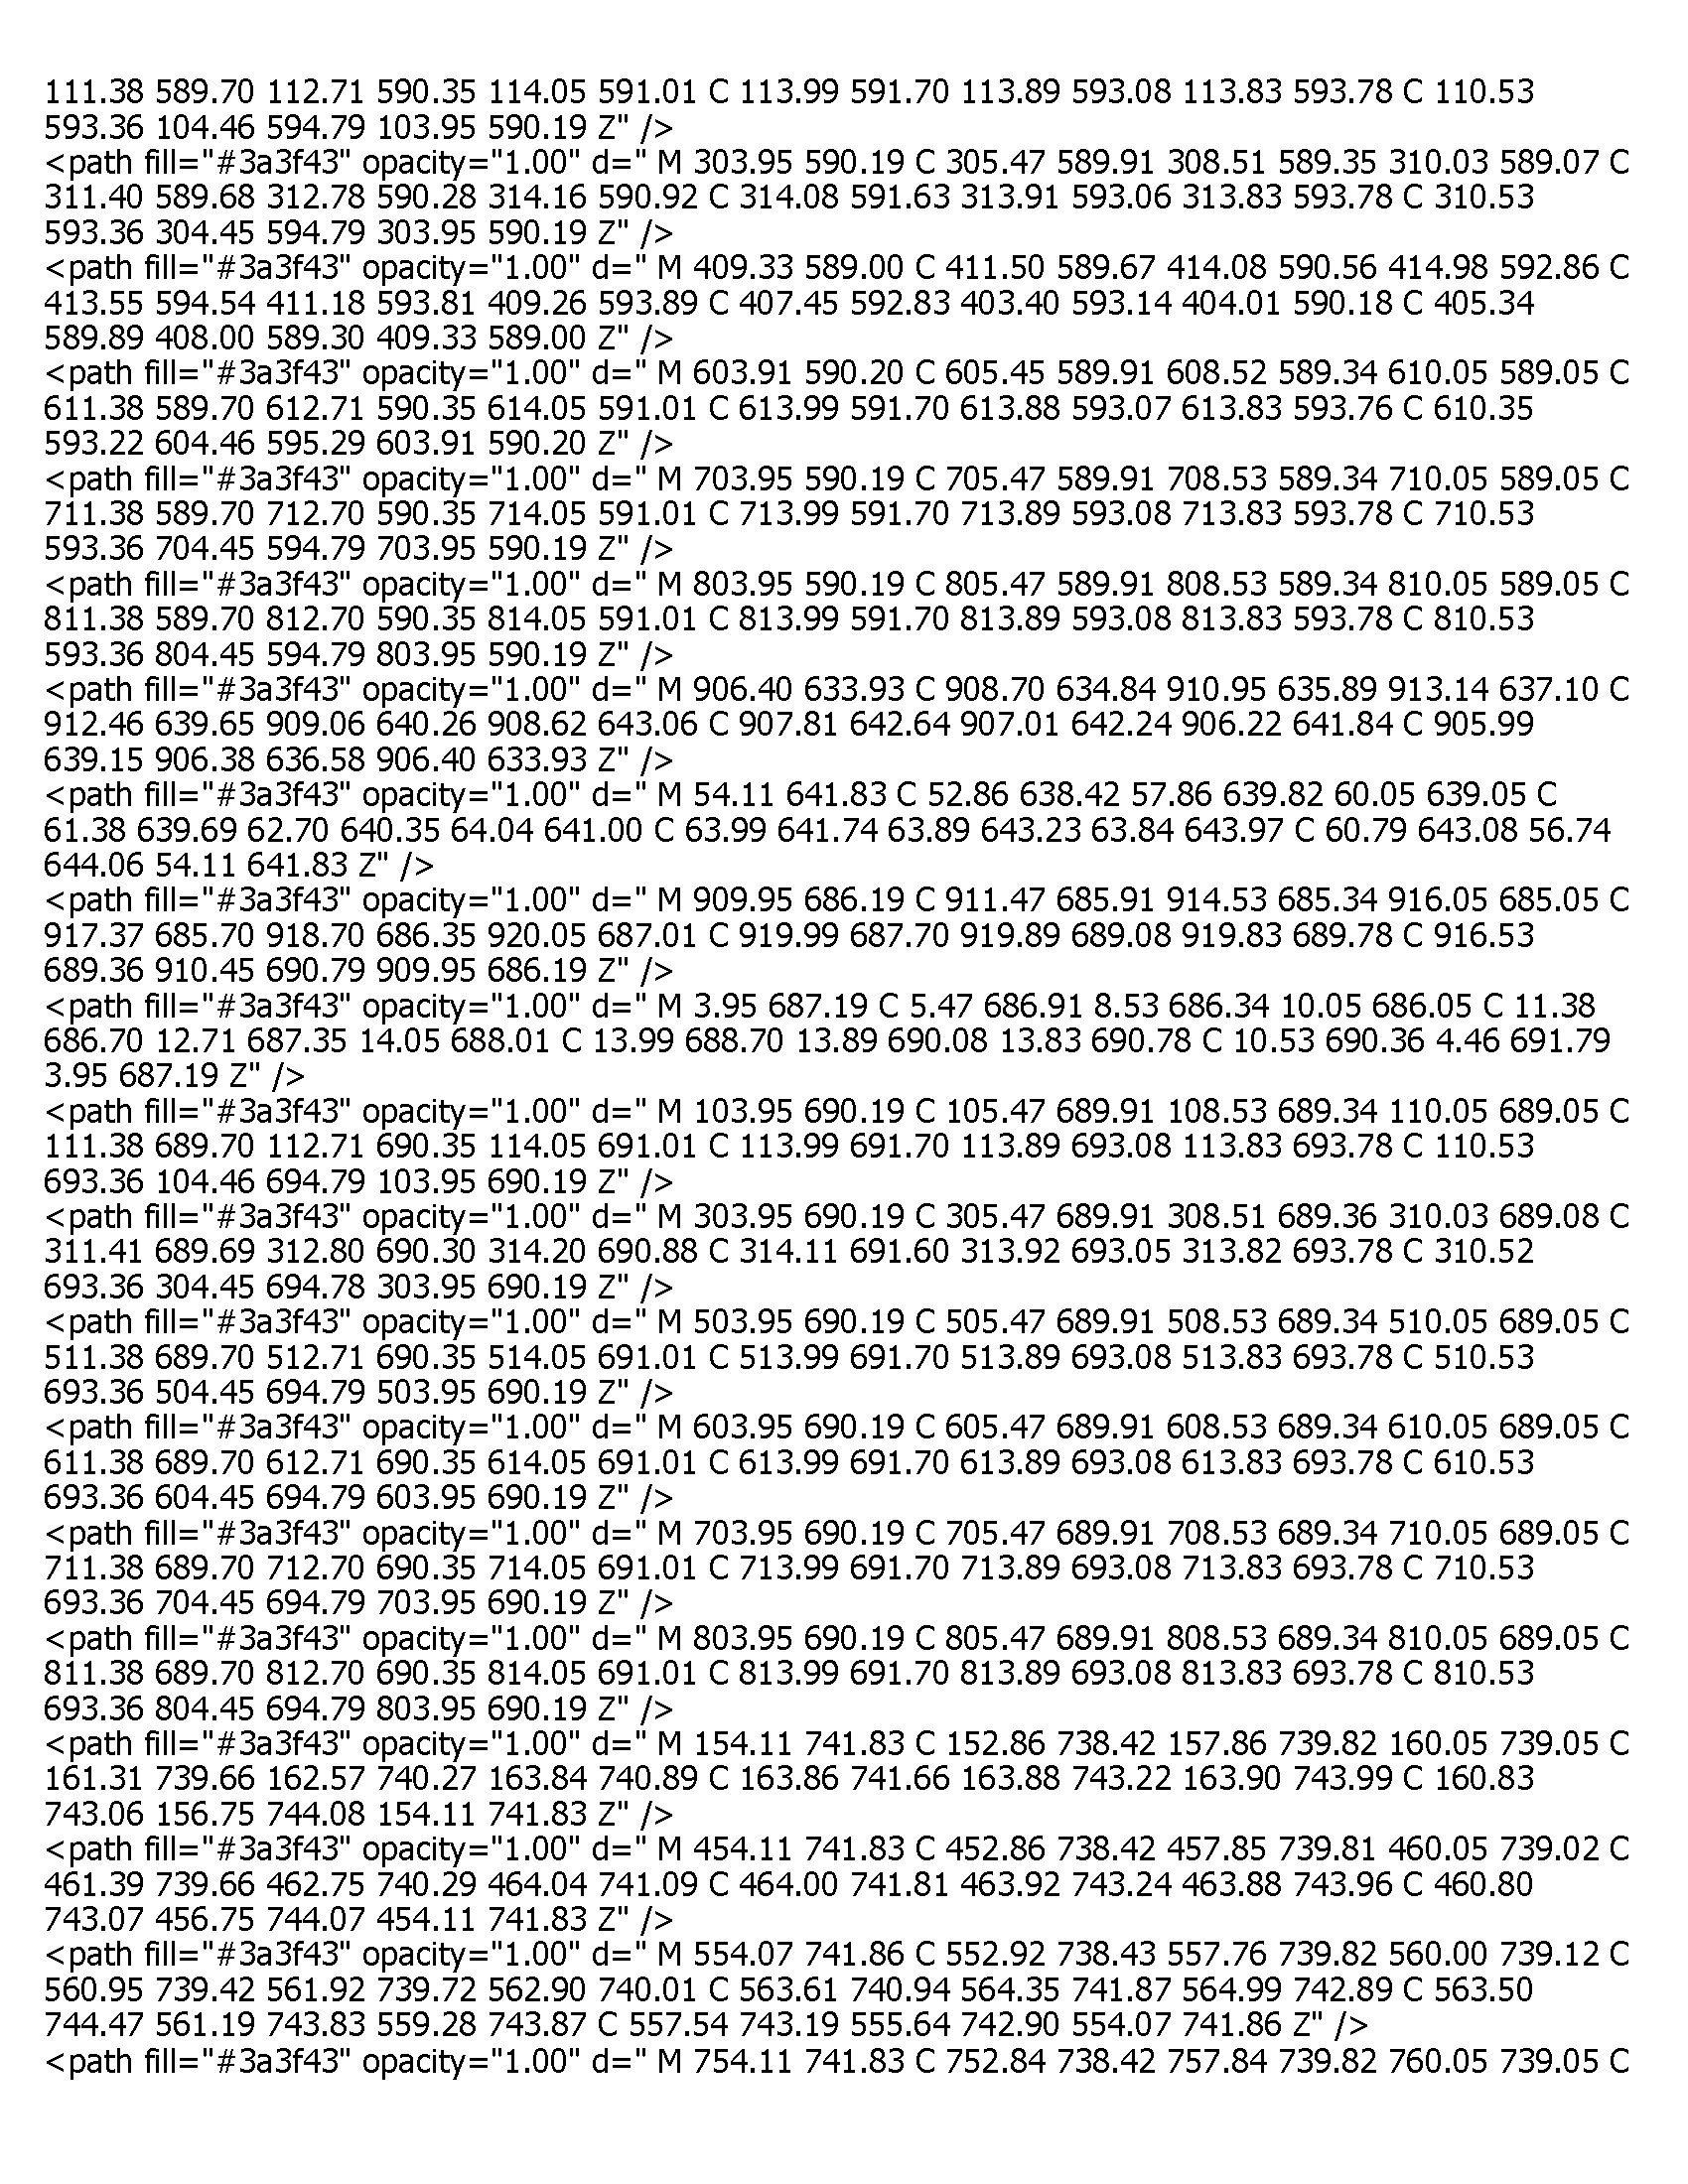 111.38 589.70 112.71 590.35 114.05 591.01 C 113.99 591.70 113.89 593.08 113.83 593.78 C 110.53
593.36 104.46 594.79 103.95 590.19 Z" />
<path fill="#3a3f43" opacity="1.00" d=" M 303.95 590.19 C 305.47 589.91 308.51 589.35 310.03 589.07 C
311.40 589.68 312.78 590.28 314.16 590.92 C 314.08 591.63 313.91 593.06 313.83 593.78 C 310.53
593.36 304.45 594.79 303.95 590.19 Z" />
<path fill="#3a3f43" opacity="1.00" d=" M 409.33 589.00 C 411.50 589.67 414.08 590.56 414.98 592.86 C
413.55 594.54 411.18 593.81 409.26 593.89 C 407.45 592.83 403.40 593.14 404.01 590.18 C 405.34
589.89 408.00 589.30 409.33 589.00 Z" />
<path fill="#3a3f43" opacity="1.00" d=" M 603.91 590.20 C 605.45 589.91 608.52 589.34 610.05 589.05 C
611.38 589.70 612.71 590.35 614.05 591.01 C 613.99 591.70 613.88 593.07 613.83 593.76 C 610.35
593.22 604.46 595.29 603.91 590.20 Z" />
<path fill="#3a3f43" opacity="1.00" d=" M 703.95 590.19 C 705.47 589.91 708.53 589.34 710.05 589.05 C
711.38 589.70 712.70 590.35 714.05 591.01 C 713.99 591.70 713.89 593.08 713.83 593.78 C 710.53
593.36 704.45 594.79 703.95 590.19 Z" />
<path fill="#3a3f43" opacity="1.00" d=" M 803.95 590.19 C 805.47 589.91 808.53 589.34 810.05 589.05 C
811.38 589.70 812.70 590.35 814.05 591.01 C 813.99 591.70 813.89 593.08 813.83 593.78 C 810.53
593.36 804.45 594.79 803.95 590.19 Z" />
<path fill="#3a3f43" opacity="1.00" d=" M 906.40 633.93 C 908.70 634.84 910.95 635.89 913.14 637.10 C
912.46 639.65 909.06 640.26 908.62 643.06 C 907.81 642.64 907.01 642.24 906.22 641.84 C 905.99
639.15 906.38 636.58 906.40 633.93 Z" />
<path fill="#3a3f43" opacity="1.00" d=" M 54.11 641.83 C 52.86 638.42 57.86 639.82 60.05 639.05 C
61.38 639.69 62.70 640.35 64.04 641.00 C 63.99 641.74 63.89 643.23 63.84 643.97 C 60.79 643.08 56.74
644.06 54.11 641.83 Z" />
<path fill="#3a3f43" opacity="1.00" d=" M 909.95 686.19 C 911.47 685.91 914.53 685.34 916.05 685.05 C
917.37 685.70 918.70 686.35 920.05 687.01 C 919.99 687.70 919.89 689.08 919.83 689.78 C 916.53
689.36 910.45 690.79 909.95 686.19 Z" />
<path fill="#3a3f43" opacity="1.00" d=" M 3.95 687.19 C 5.47 686.91 8.53 686.34 10.05 686.05 C 11.38
686.70 12.71 687.35 14.05 688.01 C 13.99 688.70 13.89 690.08 13.83 690.78 C 10.53 690.36 4.46 691.79
3.95 687.19 Z" />
<path fill="#3a3f43" opacity="1.00" d=" M 103.95 690.19 C 105.47 689.91 108.53 689.34 110.05 689.05 C
111.38 689.70 112.71 690.35 114.05 691.01 C 113.99 691.70 113.89 693.08 113.83 693.78 C 110.53
693.36 104.46 694.79 103.95 690.19 Z" />
<path fill="#3a3f43" opacity="1.00" d=" M 303.95 690.19 C 305.47 689.91 308.51 689.36 310.03 689.08 C
311.41 689.69 312.80 690.30 314.20 690.88 C 314.11 691.60 313.92 693.05 313.82 693.78 C 310.52
693.36 304.45 694.78 303.95 690.19 Z" />
<path fill="#3a3f43" opacity="1.00" d=" M 503.95 690.19 C 505.47 689.91 508.53 689.34 510.05 689.05 C
511.38 689.70 512.71 690.35 514.05 691.01 C 513.99 691.70 513.89 693.08 513.83 693.78 C 510.53
693.36 504.45 694.79 503.95 690.19 Z" />
<path fill="#3a3f43" opacity="1.00" d=" M 603.95 690.19 C 605.47 689.91 608.53 689.34 610.05 689.05 C
611.38 689.70 612.71 690.35 614.05 691.01 C 613.99 691.70 613.89 693.08 613.83 693.78 C 610.53
693.36 604.45 694.79 603.95 690.19 Z" />
<path fill="#3a3f43" opacity="1.00" d=" M 703.95 690.19 C 705.47 689.91 708.53 689.34 710.05 689.05 C
711.38 689.70 712.70 690.35 714.05 691.01 C 713.99 691.70 713.89 693.08 713.83 693.78 C 710.53
693.36 704.45 694.79 703.95 690.19 Z" />
<path fill="#3a3f43" opacity="1.00" d=" M 803.95 690.19 C 805.47 689.91 808.53 689.34 810.05 689.05 C
811.38 689.70 812.70 690.35 814.05 691.01 C 813.99 691.70 813.89 693.08 813.83 693.78 C 810.53
693.36 804.45 694.79 803.95 690.19 Z" />
<path fill="#3a3f43" opacity="1.00" d=" M 154.11 741.83 C 152.86 738.42 157.86 739.82 160.05 739.05 C
161.31 739.66 162.57 740.27 163.84 740.89 C 163.86 741.66 163.88 743.22 163.90 743.99 C 160.83
743.06 156.75 744.08 154.11 741.83 Z" />
<path fill="#3a3f43" opacity="1.00" d=" M 454.11 741.83 C 452.86 738.42 457.85 739.81 460.05 739.02 C
461.39 739.66 462.75 740.29 464.04 741.09 C 464.00 741.81 463.92 743.24 463.88 743.96 C 460.80
743.07 456.75 744.07 454.11 741.83 Z" />
<path fill="#3a3f43" opacity="1.00" d=" M 554.07 741.86 C 552.92 738.43 557.76 739.82 560.00 739.12 C
560.95 739.42 561.92 739.72 562.90 740.01 C 563.61 740.94 564.35 741.87 564.99 742.89 C 563.50
744.47 561.19 743.83 559.28 743.87 C 557.54 743.19 555.64 742.90 554.07 741.86 Z" />
<path fill="#3a3f43" opacity="1.00" d=" M 754.11 741.83 C 752.84 738.42 757.84 739.82 760.05 739.05 C